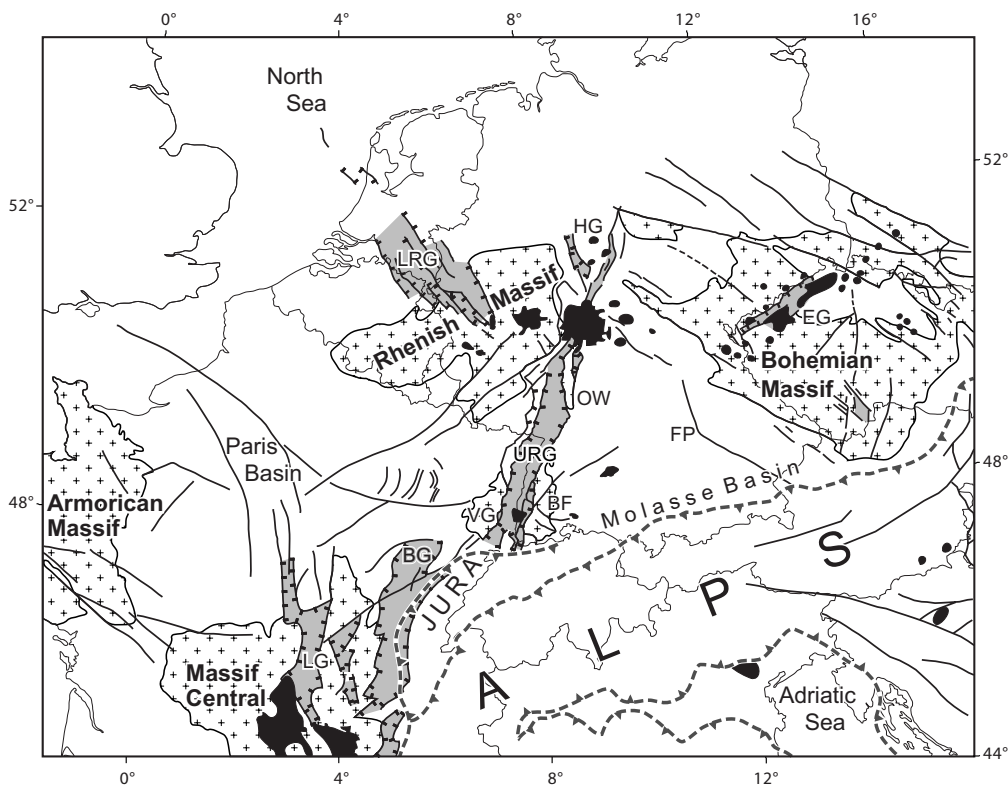 0° 4° 8° 12° 16°
North
Sea
52°
52°
HG
LRG
Rhenish Massif
EG
Bohemian
Massif
OW
FP
Paris
Basin
URG
48°
48°
Armorican
Massif
VG
BF
Molasse Basin
BG
JURA
ALPS
LG
Massif
Central
Adriatic
Sea
44°
0° 4° 8° 12°